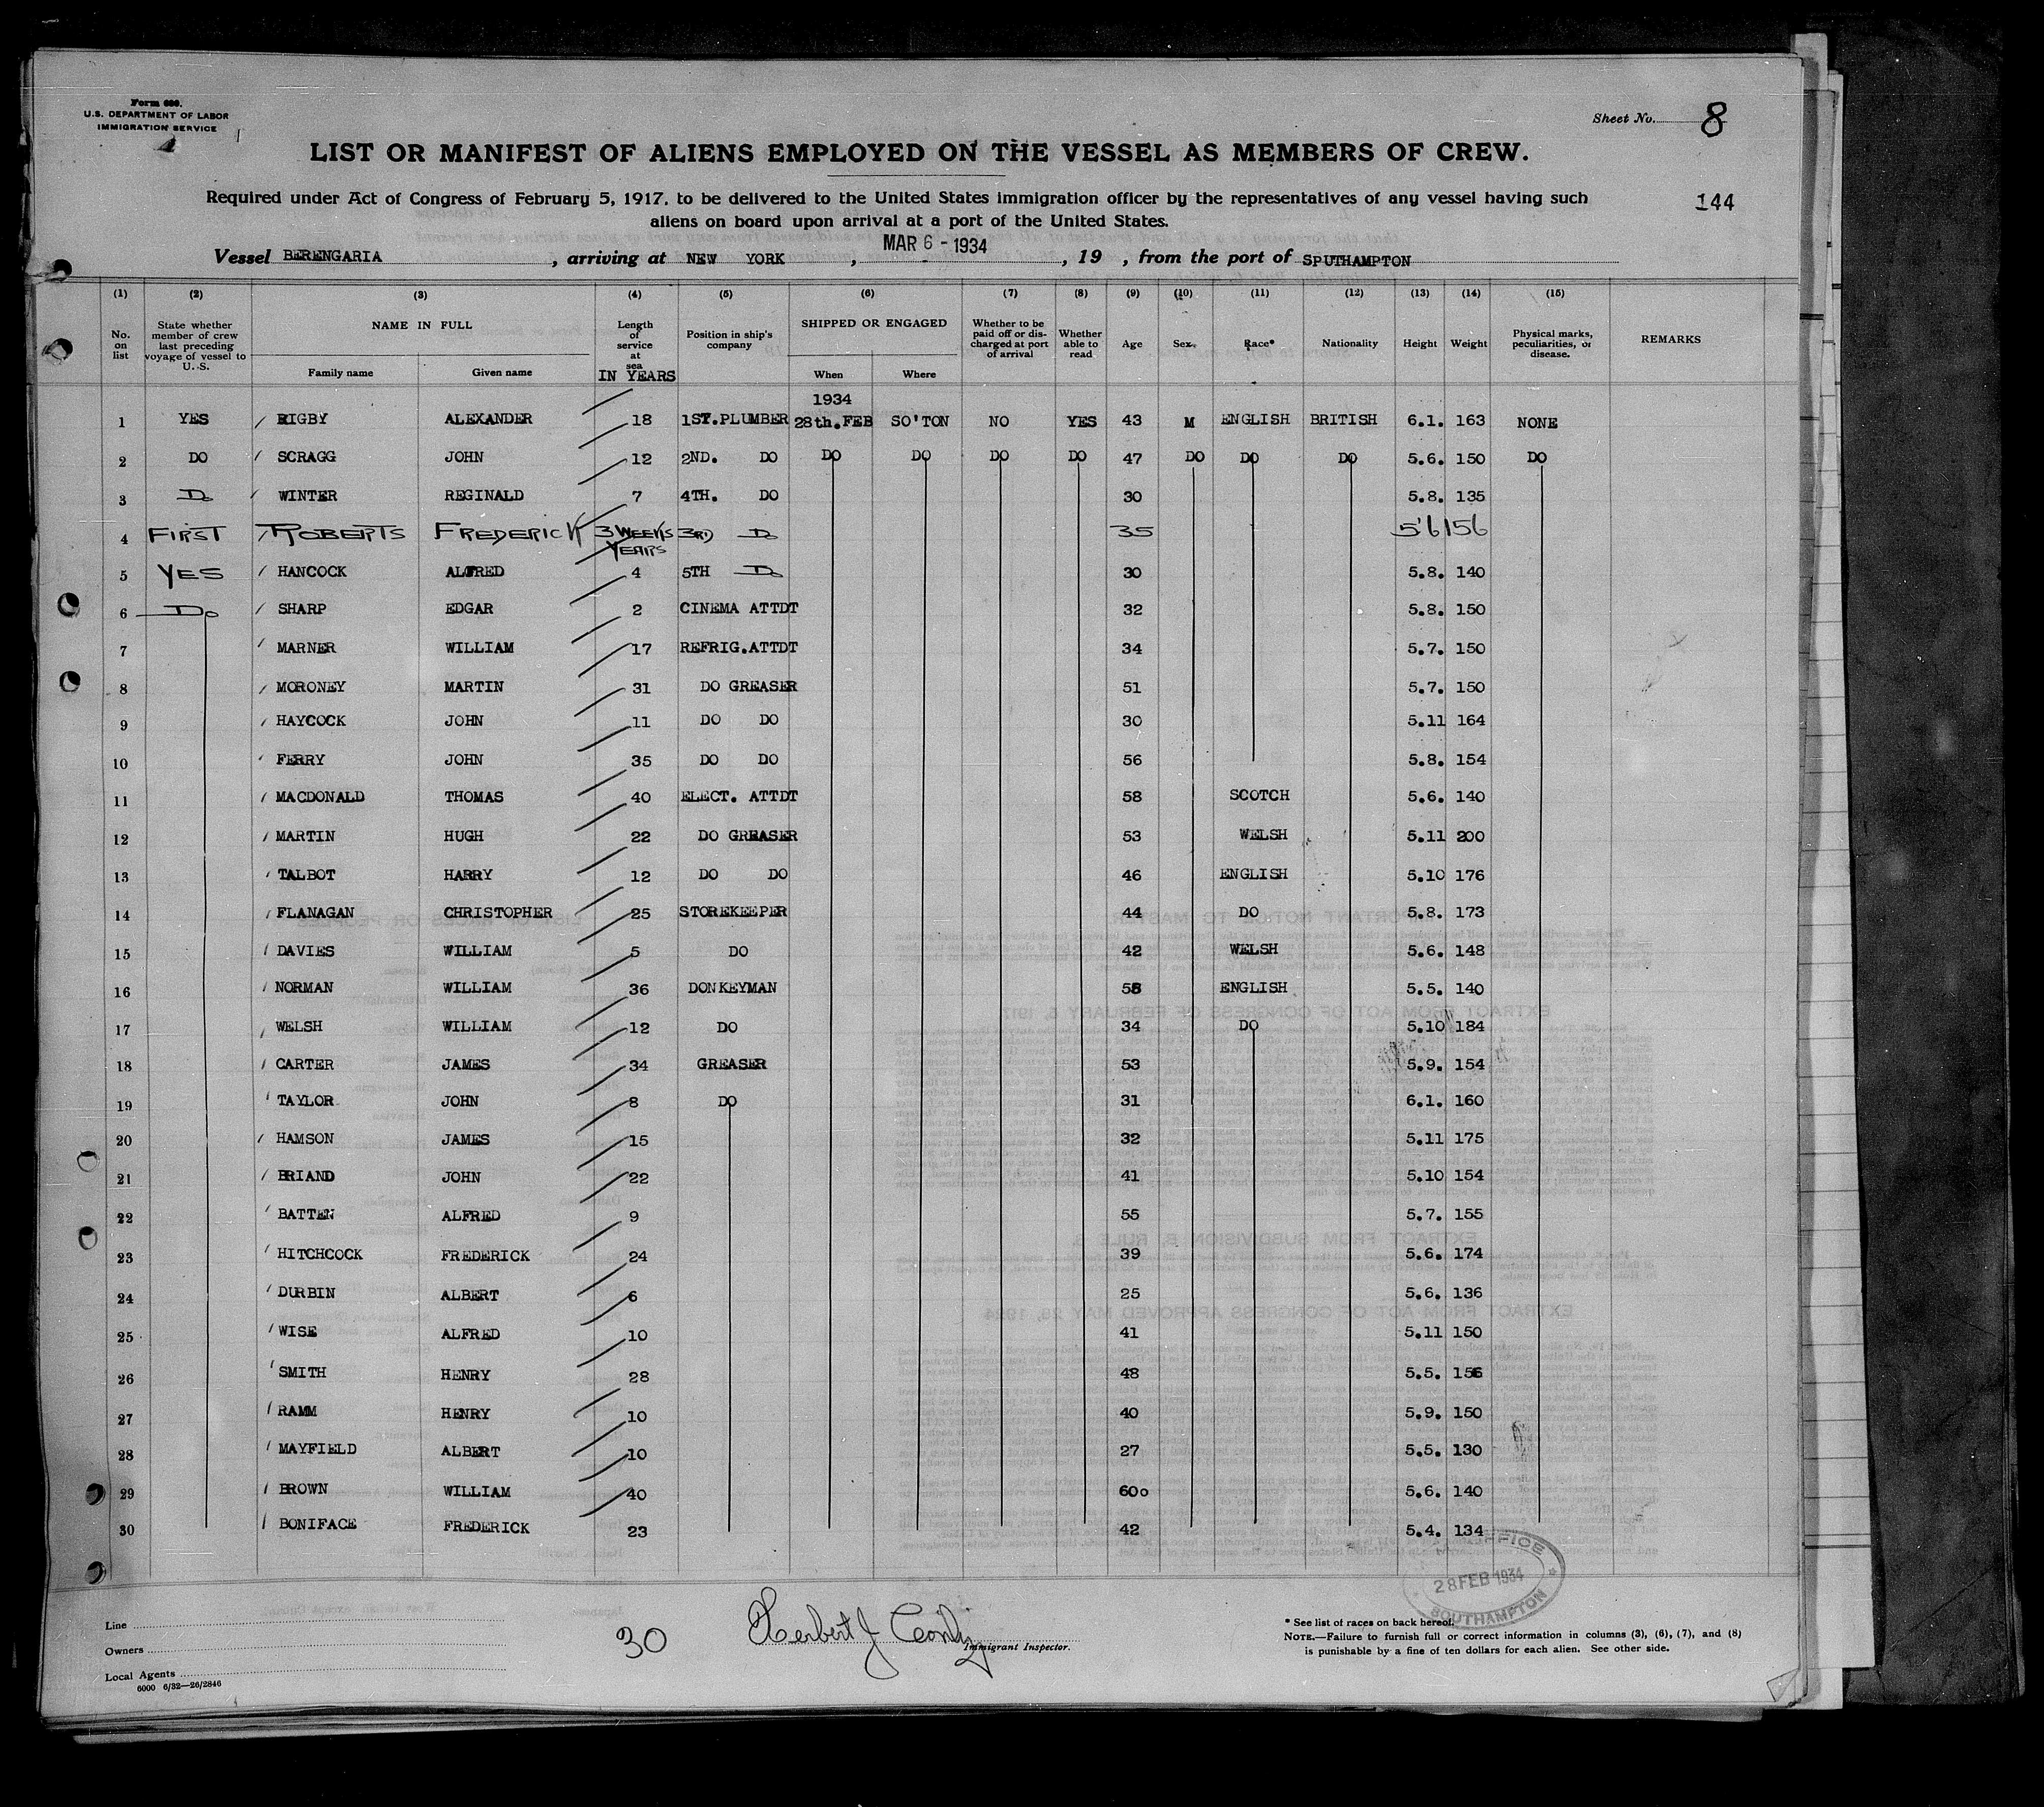 Form 680.
U.S. DEPARTMENT OF LABOR
IMMIGRATION SERVICE
Sheet No. 8
LIST OR MANIFEST OF ALIENS EMPLOYED ON THE VESSEL AS MEMBERS OF CREW.
Required under Act of Congress of February 5, 1917, to be delivered to the United States immigration officer by the representatives of any vessel having such
aliens on board upon arrival at a port of the United States.
144
Vessel BERENGARIA, arriving at NEW YORK, MAR 6 - 1934, 19 , from the port of SPUTHAMPTON
(1) (2) (3) (4) (5) (6) (7) (8) (9) (10) (11) (12) (13) (14) (15)
No. on list | State whether member of crew last preceding voyage of vessel to U. S. | NAME IN FULL | Length of service at sea IN YEARS | Position in ship's company | SHIPPED OR ENGAGED | Whether to be paid off or discharged at port of arrival | Whether able to read | Age | Sex | Race* | Nationality | Height | Weight | Physical marks, peculiarities, or disease. | REMARKS
Family name | Given name | When | Where
1934
1 YES RIGBY ALEXANDER 18 1ST.PLUMBER 28th.FEB SO'TON NO YES 43 M ENGLISH BRITISH 6.1. 163 NONE
2 DO SCRAGG JOHN 12 2ND. DO DO DO DO DO 47 DO DO DO 5.6. 150 DO
3 Do WINTER REGINALD 7 4TH. DO 30 5.8. 135
4 FIRST ROBERTS FREDERICK 3 WEEKS 3RD Do 35 5'6 156
YEARS
5 YES HANCOCK ALFRED 4 5TH Do 30 5.8. 140
6 Do SHARP EDGAR 2 CINEMA ATTDT 32 5.8. 150
7 MARNER WILLIAM 17 REFRIG.ATTDT 34 5.7. 150
8 MORONEY MARTIN 31 DO GREASER 51 5.7. 150
9 HAYCOCK JOHN 11 DO DO 30 5.11 164
10 FERRY JOHN 35 DO DO 56 5.8. 154
11 MACDONALD THOMAS 40 ELECT. ATTDT 58 SCOTCH 5.6. 140
12 MARTIN HUGH 22 DO GREASER 53 WELSH 5.11 200
13 TALBOT HARRY 12 DO DO 46 ENGLISH 5.10 176
14 FLANAGAN CHRISTOPHER 25 STOREKEEPER 44 DO 5.8. 173
15 DAVIES WILLIAM 5 DO 42 WELSH 5.6. 148
16 NORMAN WILLIAM 36 DONKEYMAN 58 ENGLISH 5.5. 140
17 WELSH WILLIAM 12 DO 34 DO 5.10 184
18 CARTER JAMES 34 GREASER 53 5.9. 154
19 TAYLOR JOHN 8 DO 31 6.1. 160
20 HAMSON JAMES 15 32 5.11 175
21 BRIAND JOHN 22 41 5.10 154
22 BATTEN ALFRED 9 55 5.7. 155
23 HITCHCOCK FREDERICK 24 39 5.6. 174
24 DURBIN ALBERT 6 25 5.6. 136
25 WISE ALFRED 10 41 5.11 150
26 SMITH HENRY 28 48 5.5. 156
27 RAMM HENRY 10 40 5.9. 150
28 MAYFIELD ALBERT 10 27 5.5. 130
29 BROWN WILLIAM 40 60o 5.6. 140
30 BONIFACE FREDERICK 23 42 5.4. 134
OFFICE
28 FEB 1934
SOUTHAMPTON
Line
Owners
Local Agents
6000 6/32—26/2846
30
Herbert J
Immigrant Inspector.
* See list of races on back hereof.
NOTE.—Failure to furnish full or correct information in columns (3), (6), (7), and (8)
is punishable by a fine of ten dollars for each alien. See other side.